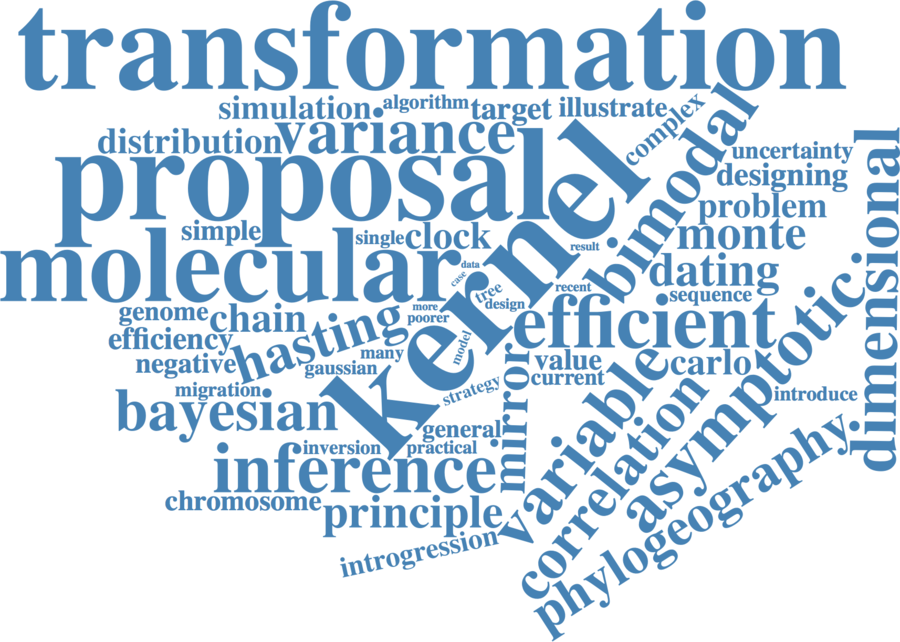 transformation
simulation
algorithm
target
illustrate
complex
distribution
variance
bimodal
uncertainty
dimensional
proposal
kernel
designing
problem
simple
single
clock
result
monte
molecular
data
case
tree
design
recent
dating
sequence
genome
chain
more
poorer
efficient
asymptotic
efficiency
hasting
many
model
negative
gaussian
value
carlo
current
mirror
variable
migration
strategy
introduce
bayesian
general
correlation
inversion
practical
inference
phylogeography
chromosome
principle
introgression